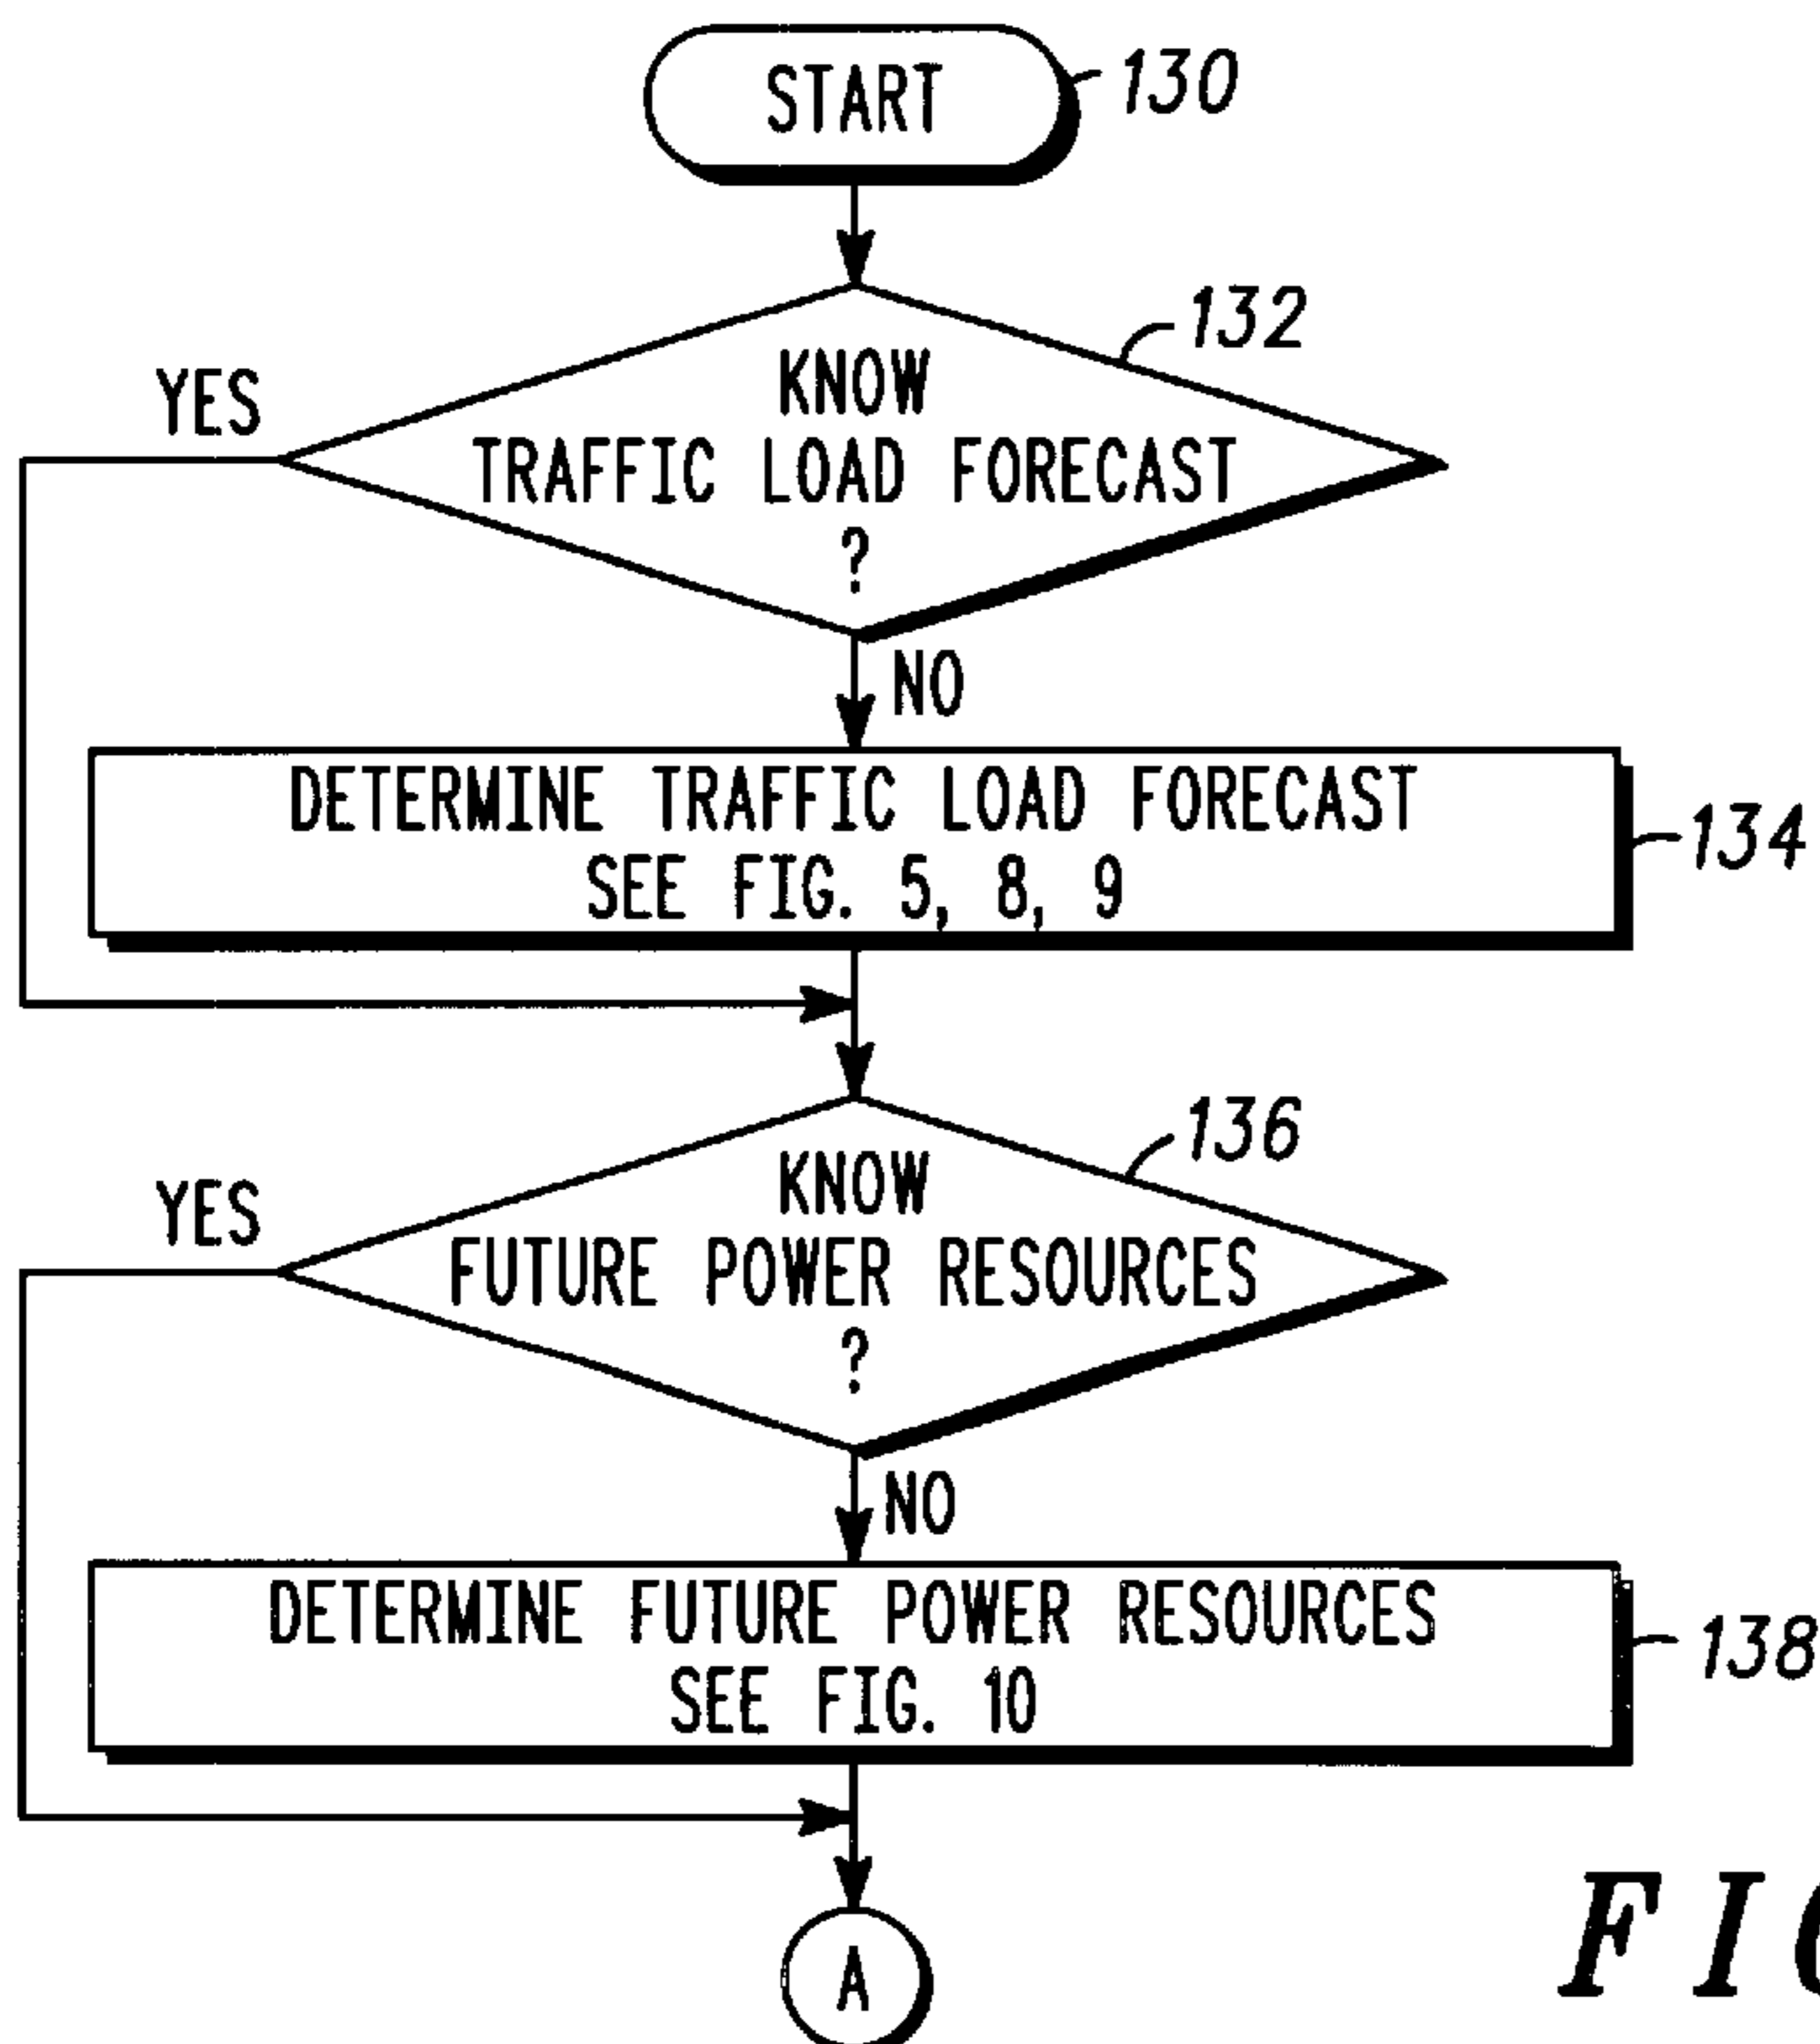 START
130
132
YES
KNOW
TRAFFIC LOAD FORECAST
?
NO
DETERMINE TRAFFIC LOAD FORECAST
SEE FIG. 5, 8, 9
134
136
YES
KNOW
FUTURE POWER RESOURCES
?
NO
DETERMINE FUTURE POWER RESOURCES
SEE FIG. 10
138
A